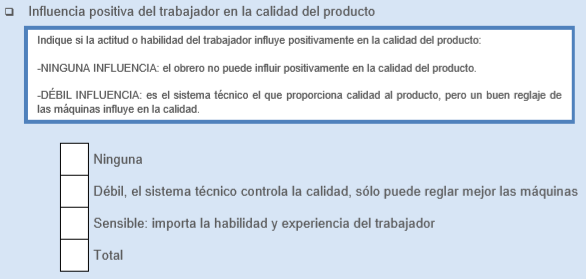 Influencia positiva del trabajador en la calidad del producto
Indique si la actitud o habilidad del trabajador influye positivamente en la calidad del producto:
-NINGUNA INFLUENCIA: el obrero no puede influir positivamente en la calidad del producto.
-DÉBIL INFLUENCIA: es el sistema técnico el que proporciona calidad al producto, pero un buen reglaje de
las máquinas influye en la calidad.
Ninguna
Débil, el sistema técnico controla la calidad, sólo puede reglar mejor las máquinas
Sensible: importa la habilidad y experiencia del trabajador
Total